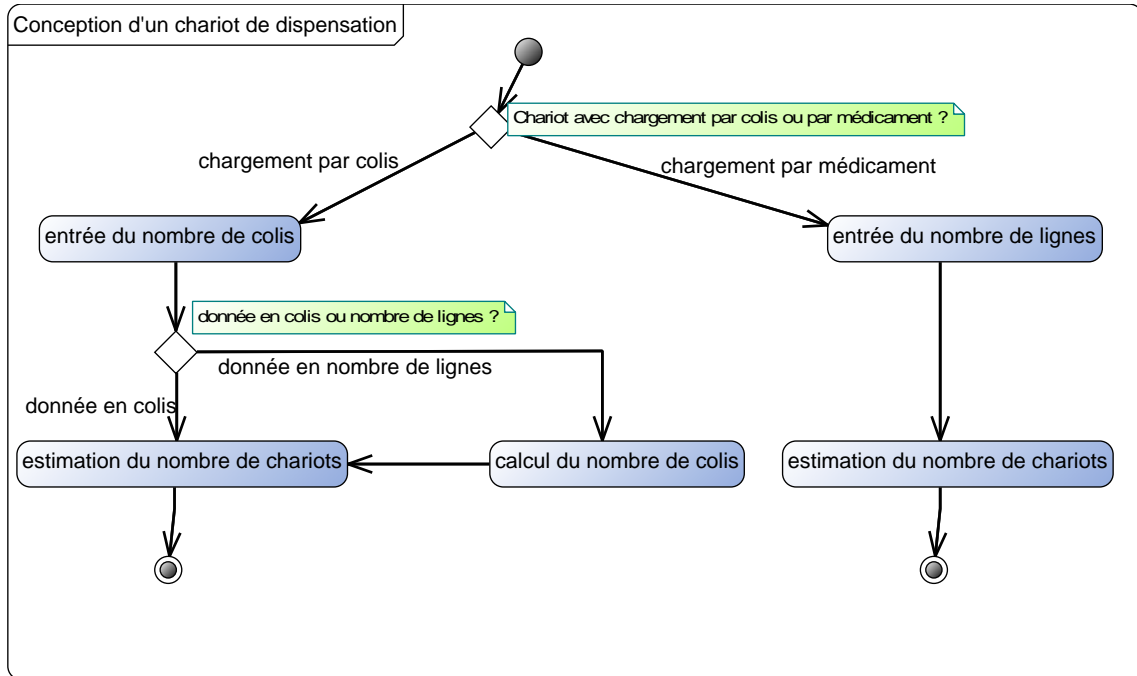 Conception d'un chariot de dispensation
Chariot avec chargement par colis ou par médicament ?
chargement par colis
chargement par médicament
entrée du nombre de colis
entrée du nombre de lignes
donnée en colis ou nombre de lignes ?
donnée en nombre de lignes
donnée en colis
estimation du nombre de chariots
calcul du nombre de colis
estimation du nombre de chariots